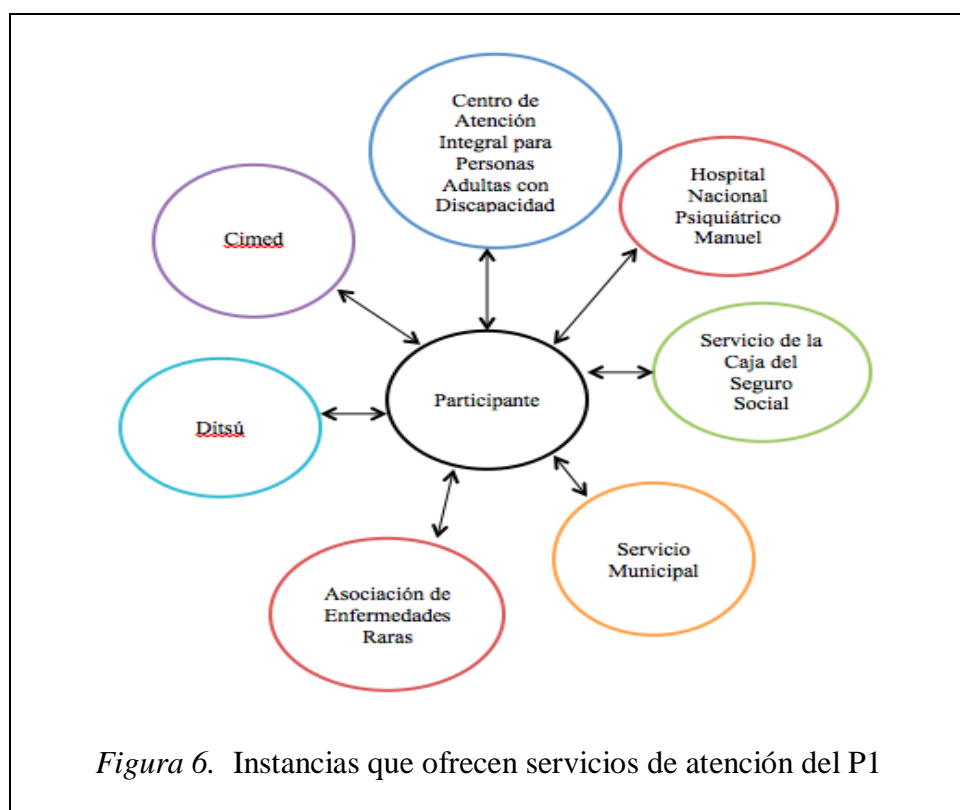 Centro de
Atención
Integral para
Personas
Adultas con
Discapacidad
Hospital
Nacional
Psiquiátrico
Manuel
Cimed
Servicio de la
Caja del
Seguro
Social
Participante
Ditsú
Servicio
Municipal
Asociación de
Enfermedades
Raras
Figura 6. Instancias que ofrecen servicios de atención del P1